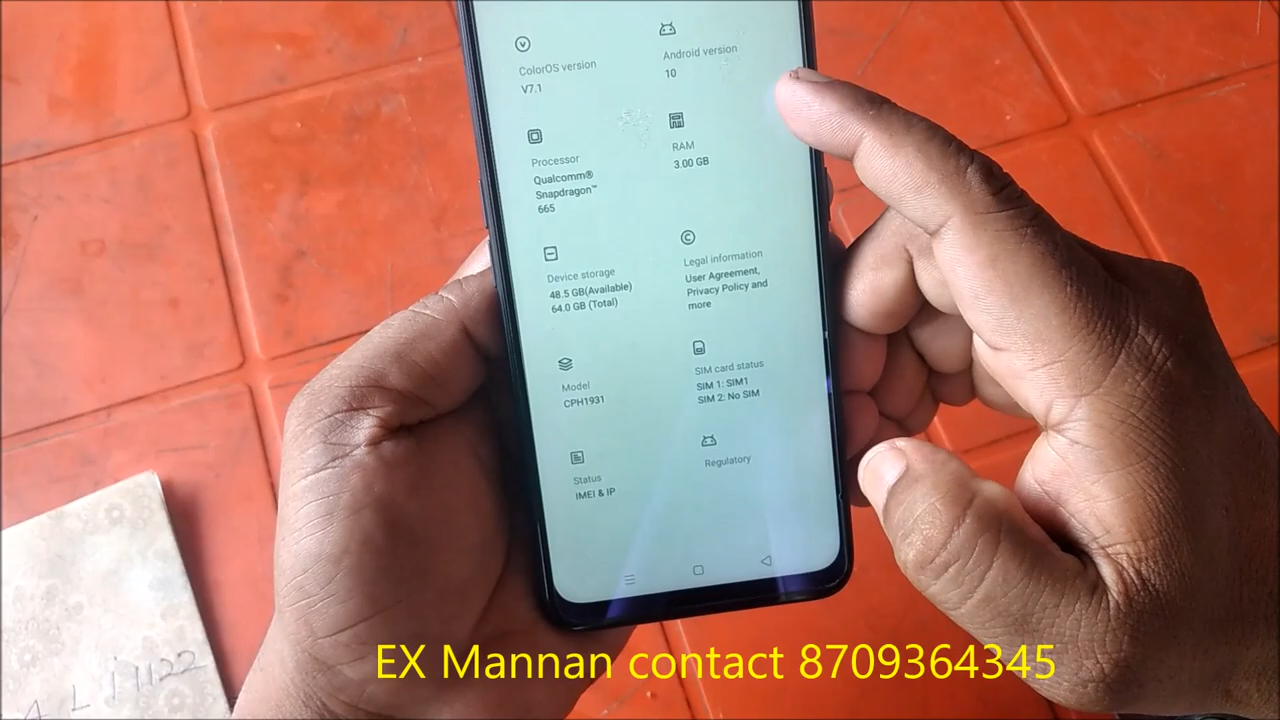 ColorOS version
V7.1
Android version
10
Processor
Qualcomm®
Snapdragon™
665
RAM
3.00 GB
Device storage
48.5 GB(Available)
64.0 GB (Total)
Legal information
User Agreement,
Privacy Policy and
more
Model
CPH1931
SIM card status
SIM 1: SIM1
SIM 2: No SIM
Status
IMEI & IP
Regulatory
EX Mannan contact 8709364345